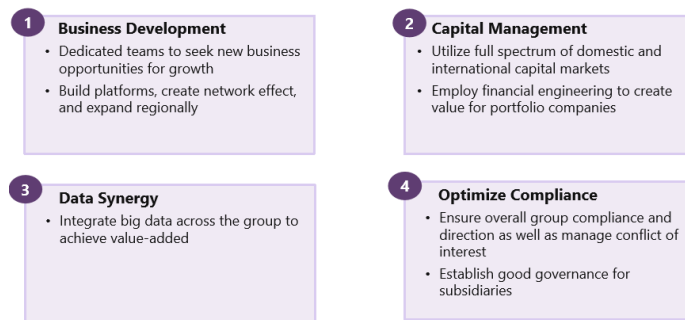 1
Business Development
• Dedicated teams to seek new business
opportunities for growth
• Build platforms, create network effect,
and expand regionally
2
Capital Management
• Utilize full spectrum of domestic and
international capital markets
• Employ financial engineering to create
value for portfolio companies
3
Data Synergy
• Integrate big data across the group to
achieve value-added
4
Optimize Compliance
• Ensure overall group compliance and
direction as well as manage conflict of
interest
• Establish good governance for
subsidiaries